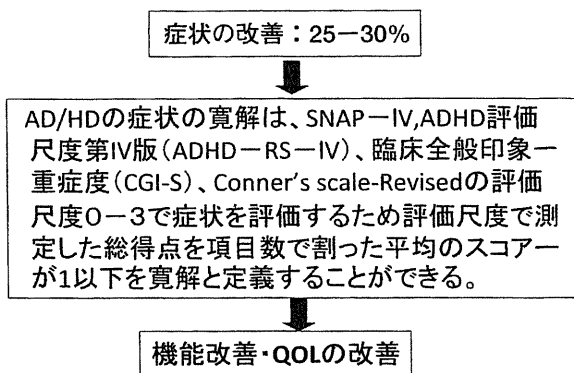 症状の改善：25－30%
AD/HDの症状の寛解は、SNAP－IV,ADHD評価
尺度第IV版(ADHD－RS－IV)、臨床全般印象ー
重症度(CGI-S)、Conner's scale-Revisedの評価
尺度0－3で症状を評価するため評価尺度で測
定した総得点を項目数で割った平均のスコアー
が1以下を寛解と定義することができる。
機能改善・QOLの改善